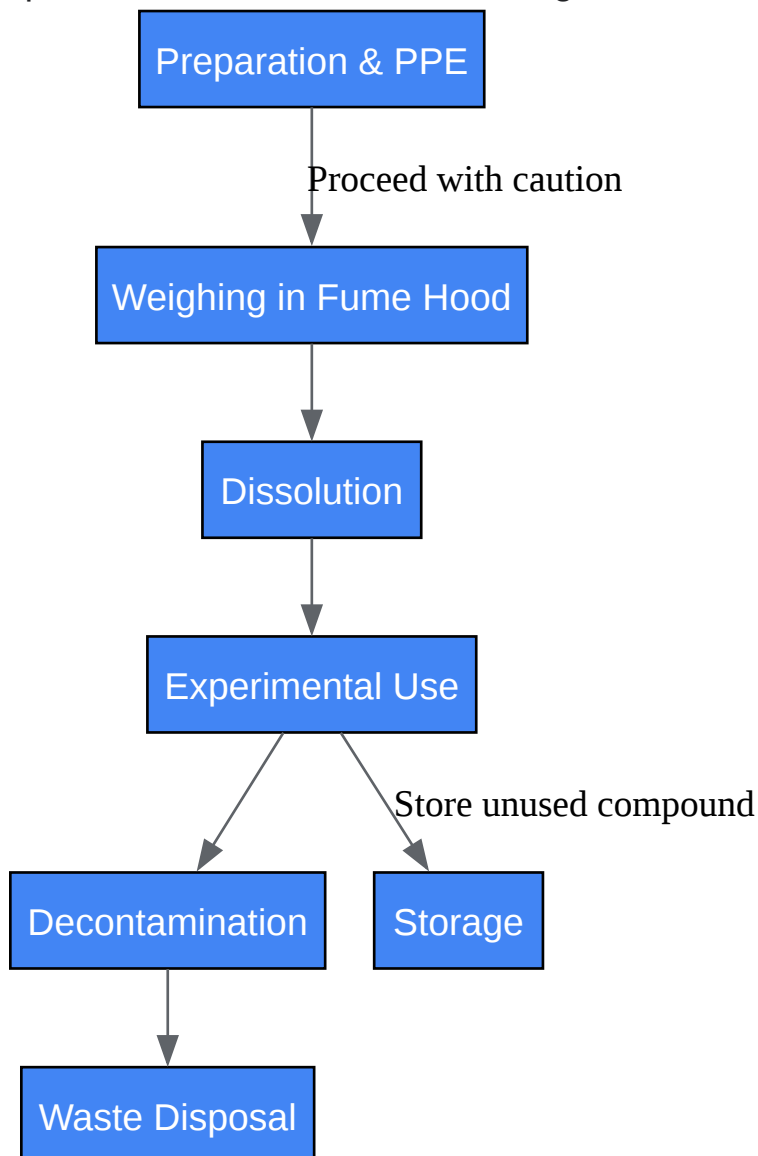 Preparation & PPE
Proceed with caution
Weighing in Fume Hood
Dissolution
Experimental Use
Store unused compound
Decontamination
Storage
Waste Disposal